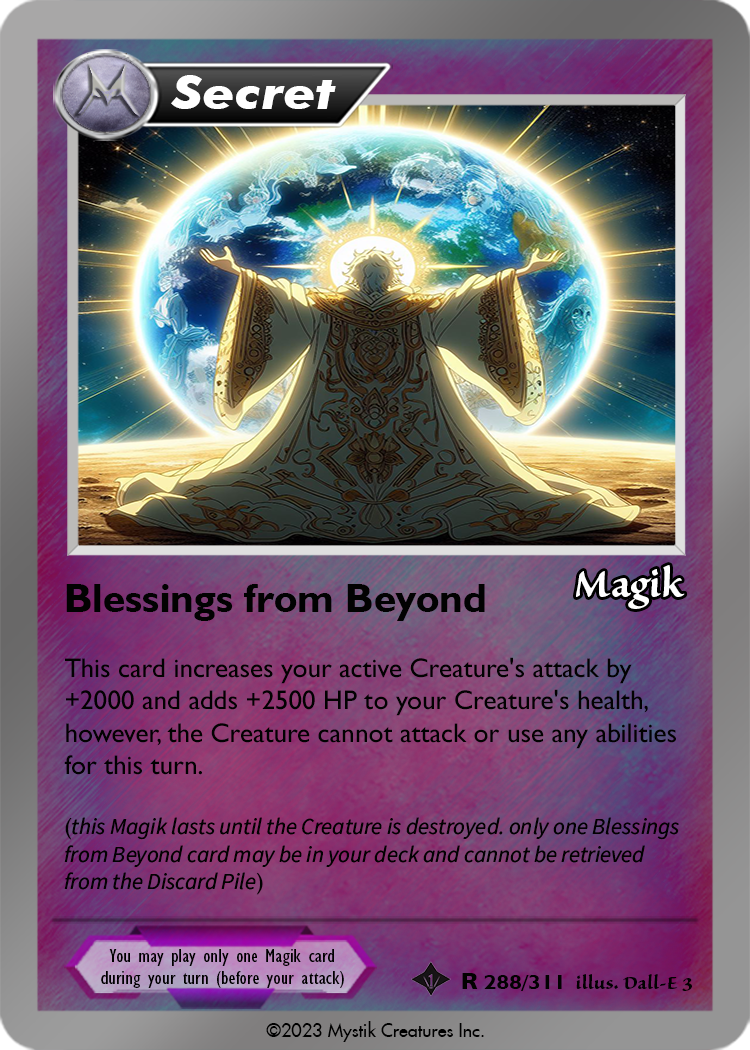 Secret
Magik
Blessings from Beyond
This card increases your active Creature's attack by
+2000 and adds +2500 HP to your Creature's health,
however, the Creature cannot attack or use any abilities
for this turn.
(this Magik lasts until the Creature is destroyed. only one Blessings
from Beyond card may be in your deck and cannot be retrieved
from the Discard Pile)
You may play only one Magik card
during your turn (before your attack)
1 R 288/311 illus. Dall-E 3
©2023 Mystik Creatures Inc.